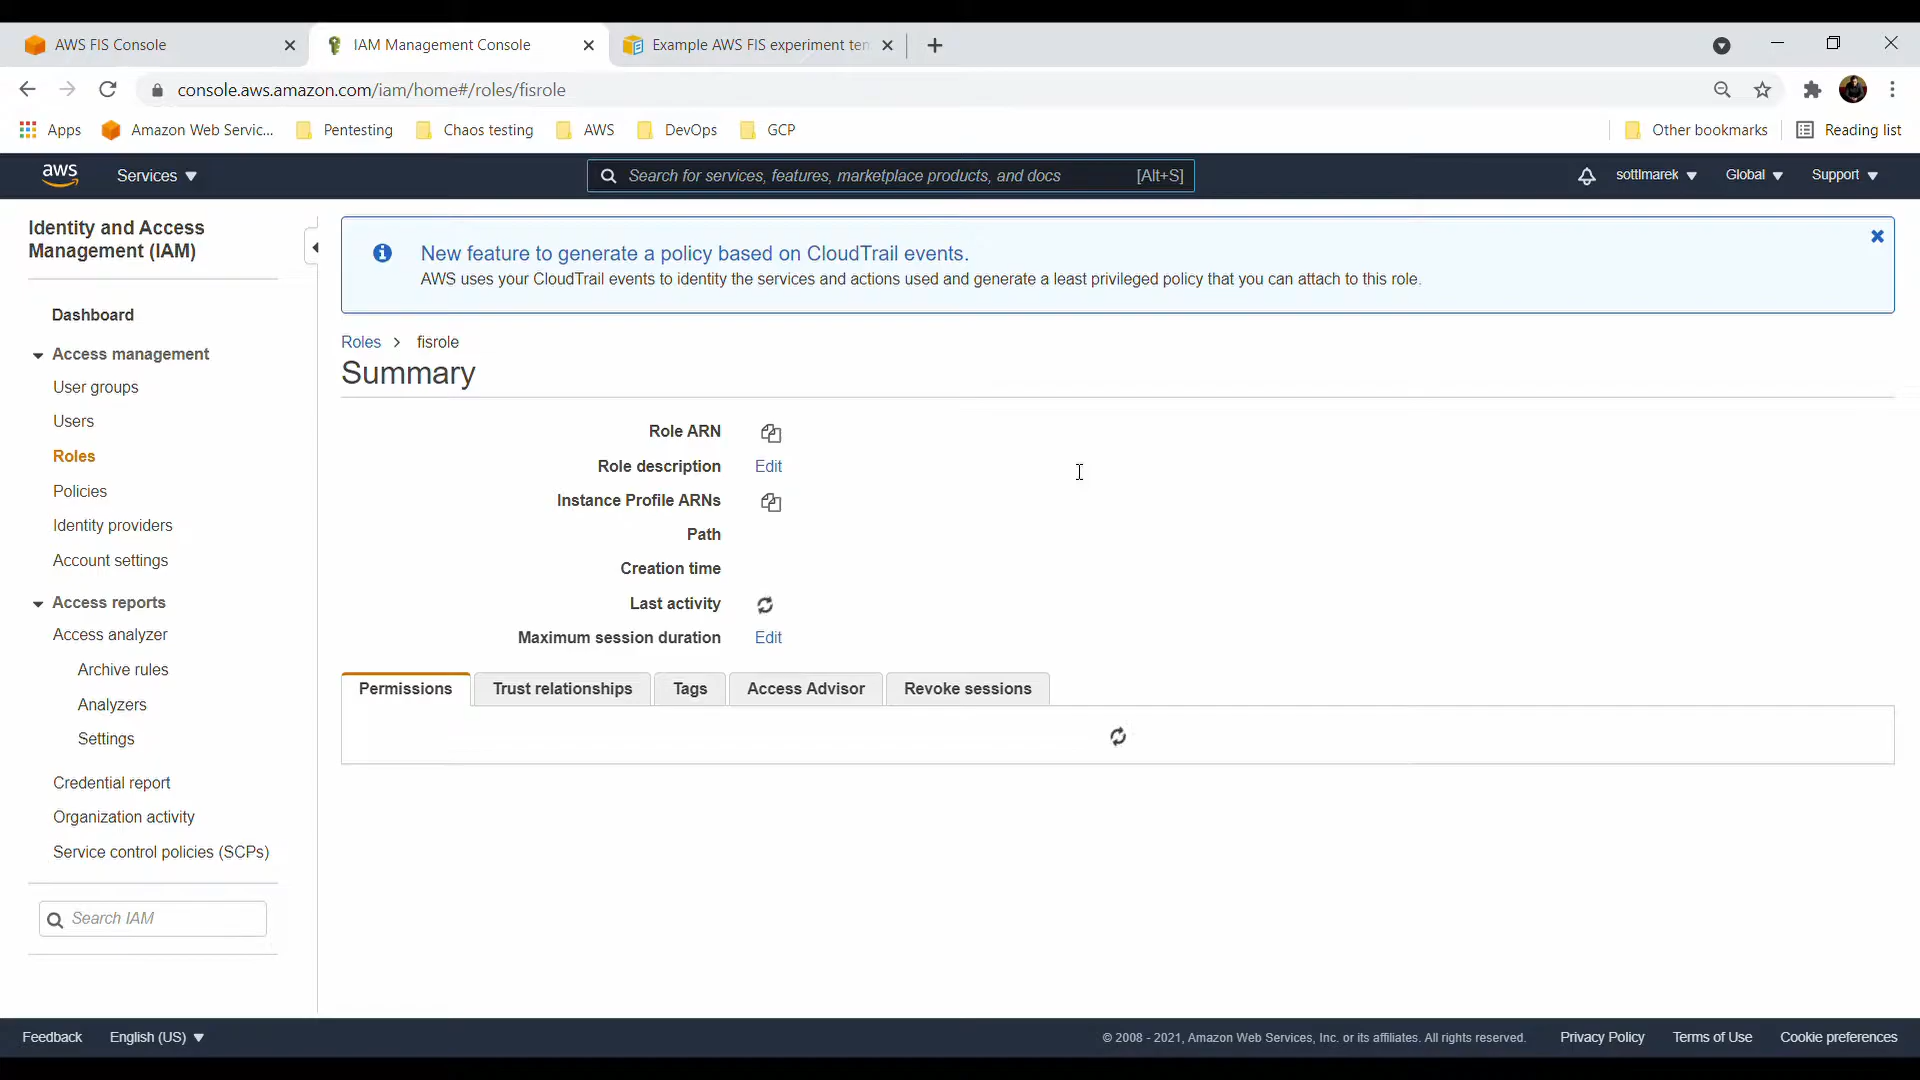 AWS FIS Console
IAM Management Console
Example AWS FIS experiment ten
console.aws.amazon.com/iam/home#/roles/fisrole
Apps
Amazon Web Servic...
Pentesting
Chaos testing
AWS
DevOps
GCP
Other bookmarks
Reading list
aws
Services
Search for services, features, marketplace products, and docs
[Alt+S]
sottlmarek
Global
Support
Identity and Access
Management (IAM)
Dashboard
Access management
User groups
Users
Roles
Policies
Identity providers
Account settings
Access reports
Access analyzer
Archive rules
Analyzers
Settings
Credential report
Organization activity
Service control policies (SCPs)
Search IAM
New feature to generate a policy based on CloudTrail events.
AWS uses your CloudTrail events to identify the services and actions used and generate a least privileged policy that you can attach to this role.
Roles > fisrole
Summary
Role ARN
Role description Edit
Instance Profile ARNs
Path
Creation time
Last activity
Maximum session duration Edit
Permissions
Trust relationships
Tags
Access Advisor
Revoke sessions
Feedback
English (US)
© 2008 - 2021, Amazon Web Services, Inc. or its affiliates. All rights reserved.
Privacy Policy
Terms of Use
Cookie preferences